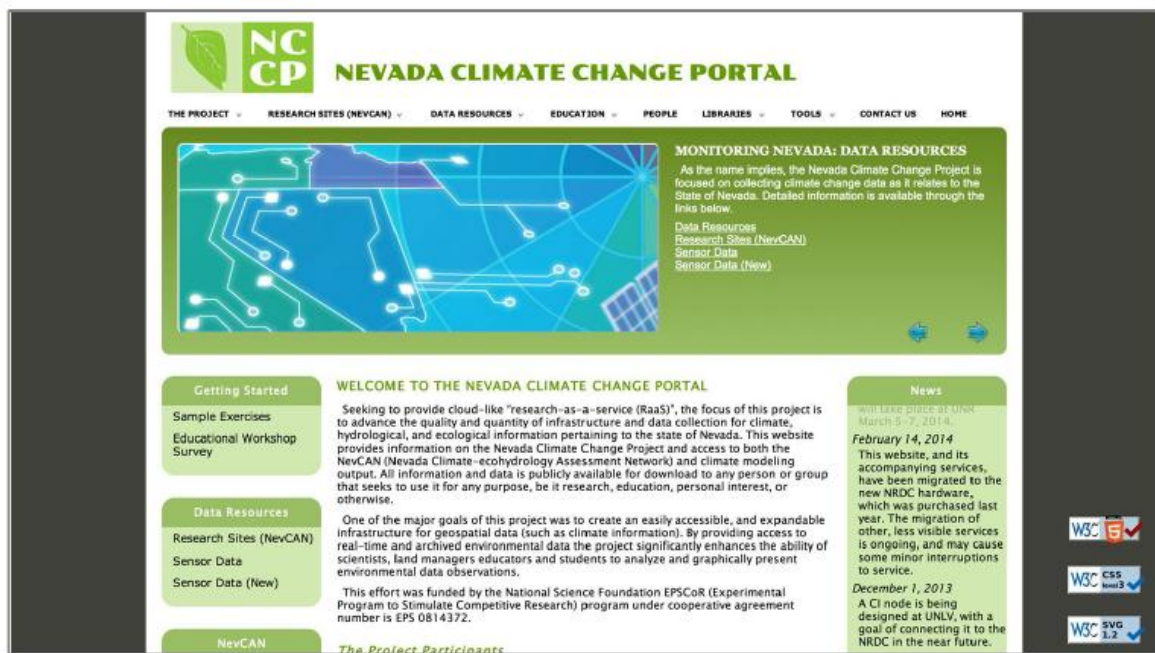 NC
CP
NEVADA CLIMATE CHANGE PORTAL
THE PROJECT RESEARCH SITES (NEVCAN) DATA RESOURCES EDUCATION PEOPLE LIBRARIES TOOLS CONTACT US HOME
MONITORING NEVADA: DATA RESOURCES
As the name implies, the Nevada Climate Change Project is
focused on collecting climate change data as it relates to the
State of Nevada. Detailed information is available through the
links below.
Data Resources
Research Sites (NevCAN)
Sensor Data
Sensor Data (New)
Getting Started
Sample Exercises
Educational Workshop
Survey
Data Resources
Research Sites (NevCAN)
Sensor Data
Sensor Data (New)
NevCAN
WELCOME TO THE NEVADA CLIMATE CHANGE PORTAL
Seeking to provide cloud-like "research-as-a-service (RaaS)", the focus of this project is
to advance the quality and quantity of infrastructure and data collection for climate,
hydrological, and ecological information pertaining to the state of Nevada. This website
provides information on the Nevada Climate Change Project and access to both the
NevCAN (Nevada Climate-ecohydrology Assessment Network) and climate modeling
output. All information and data is publicly available for download to any person or group
that seeks to use it for any purpose, be it research, education, personal interest, or
otherwise.
One of the major goals of this project was to create an easily accessible, and expandable
infrastructure for geospatial data (such as climate information). By providing access to
real-time and archived environmental data the project significantly enhances the ability of
scientists, land managers educators and students to analyze and graphically present
environmental data observations.
This effort was funded by the National Science Foundation EPSCoR (Experimental
Program to Stimulate Competitive Research) program under cooperative agreement
number is EPS 0814372.
The Project Participants
News
will take place at UNR
March 5-7, 2014.
February 14, 2014
This website, and its
accompanying services,
have been migrated to the
new NRDC hardware,
which was purchased last
year. The migration of
other, less visible services
is ongoing, and may cause
some minor interruptions
to service.
December 1, 2013
A CI node is being
designed at UNLV, with a
goal of connecting it to the
NRDC in the near future.
W3C 5
W3C CSS level 3
W3C SVG 1.2